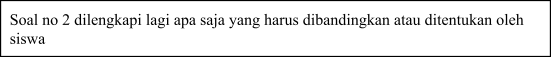 Soal no 2 dilengkapi lagi apa saja yang harus dibandingkan atau ditentukan oleh
siswa